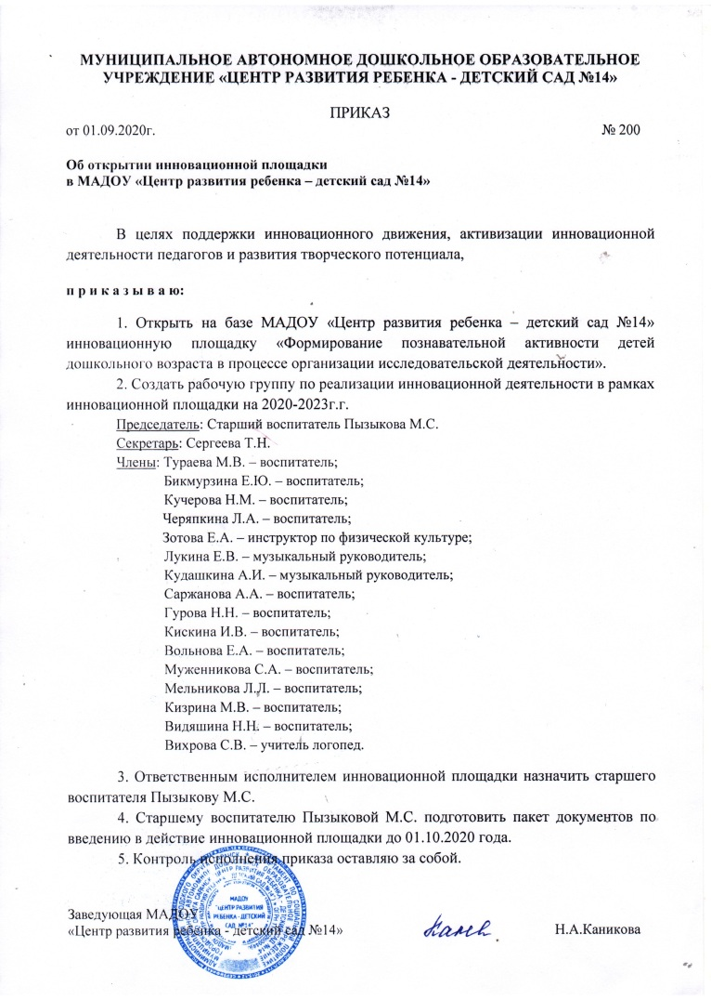 МУНИЦИПАЛЬНОЕ АВТОНОМНОЕ ДОШКОЛЬНОЕ ОБРАЗОВАТЕЛЬНОЕ
УЧРЕЖДЕНИЕ «ЦЕНТР РАЗВИТИЯ РЕБЕНКА - ДЕТСКИЙ САД №14»
ПРИКАЗ
от 01.09.2020г. № 200
Об открытии инновационной площадки
в МАДОУ «Центр развития ребенка – детский сад №14»
В целях поддержки инновационного движения, активизации инновационной
деятельности педагогов и развития творческого потенциала,
п р и к а з ы в а ю:
1. Открыть на базе МАДОУ «Центр развития ребенка – детский сад №14»
инновационную площадку «Формирование познавательной активности детей
дошкольного возраста в процессе организации исследовательской деятельности».
2. Создать рабочую группу по реализации инновационной деятельности в рамках
инновационной площадки на 2020-2023г.г.
Председатель: Старший воспитатель Пызыкова М.С.
Секретарь: Сергеева Т.Н.
Члены: Тураева М.В. – воспитатель;
Бикмурзина Е.Ю. – воспитатель;
Кучерова Н.М. – воспитатель;
Черяпкина Л.А. – воспитатель;
Зотова Е.А. – инструктор по физической культуре;
Лукина Е.В. – музыкальный руководитель;
Кудашкина А.И. – музыкальный руководитель;
Саржанова А.А. – воспитатель;
Гурова Н.Н. – воспитатель;
Кискина И.В. – воспитатель;
Вольнова Е.А. – воспитатель;
Муженникова С.А. – воспитатель;
Мельникова Л.Л. – воспитатель;
Кизрина М.В. – воспитатель;
Видяшина Н.Н. – воспитатель;
Вихрова С.В. – учитель логопед.
3. Ответственным исполнителем инновационной площадки назначить старшего
воспитателя Пызыкову М.С.
4. Старшему воспитателю Пызыковой М.С. подготовить пакет документов по
введению в действие инновационной площадки до 01.10.2020 года.
5. Контроль исполнения приказа оставляю за собой.
МАДОУ
"ЦЕНТР РАЗВИТИЯ
РЕБЕНКА - ДЕТСКИЙ
САД №14"
Заведующая МАДОУ
«Центр развития ребенка - детский сад №14» Н.А.Каникова